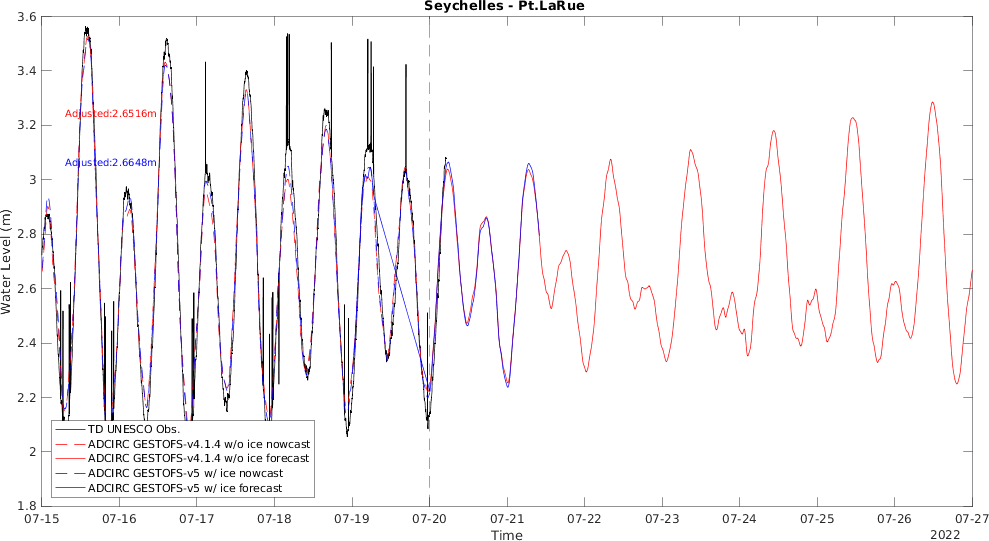 Seychelles - Pt.LaRue
3.6
3.4
3.2
3
2.8
2.6
2.4
2.2
2
1.8
Water Level (m)
Adjusted:2.6516m
Adjusted:2.6648m
TD UNESCO Obs.
ADCIRC GESTOFS-v4.1.4 w/o ice nowcast
ADCIRC GESTOFS-v4.1.4 w/o ice forecast
ADCIRC GESTOFS-v5 w/ ice nowcast
ADCIRC GESTOFS-v5 w/ ice forecast
07-15 07-16 07-17 07-18 07-19 07-20 07-21 07-22 07-23 07-24 07-25 07-26 07-27
Time
2022